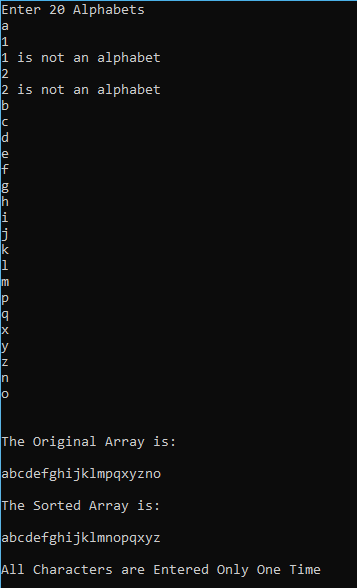 Enter 20 Alphabets
a
1
1 is not an alphabet
2
2 is not an alphabet
b
c
d
e
f
g
h
i
j
k
l
m
p
q
x
y
z
n
o
The Original Array is:
abcdefghijklmpqxyzno
The Sorted Array is:
abcdefghijklmnopqxyz
All Characters are Entered Only One Time